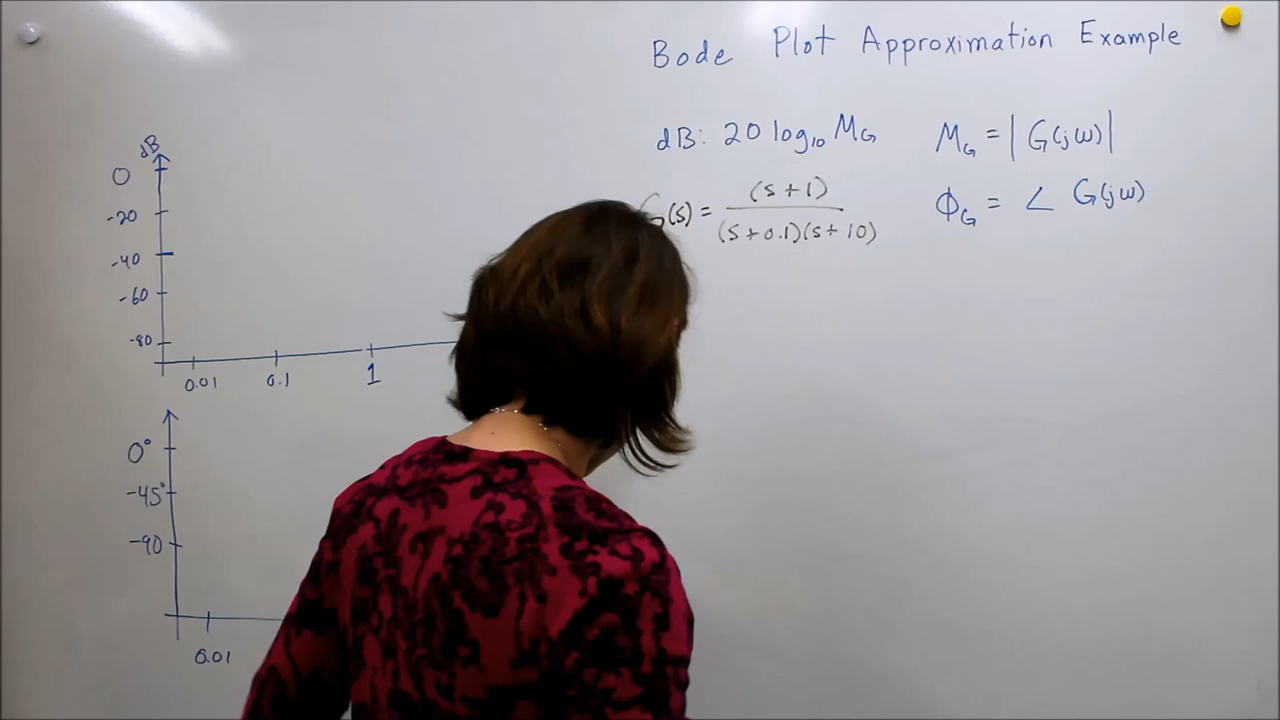 Bode Plot Approximation Example
dB: 20 log₁₀ M_G
M_G = | G(jω) |
G(s) = (s + 1) / (s + 0.1)(s + 10)
ϕ_G = ∠ G(jω)
dB
0
-20
-40
-60
-80
0.01 0.1 1
0°
-45°
-90
0.01